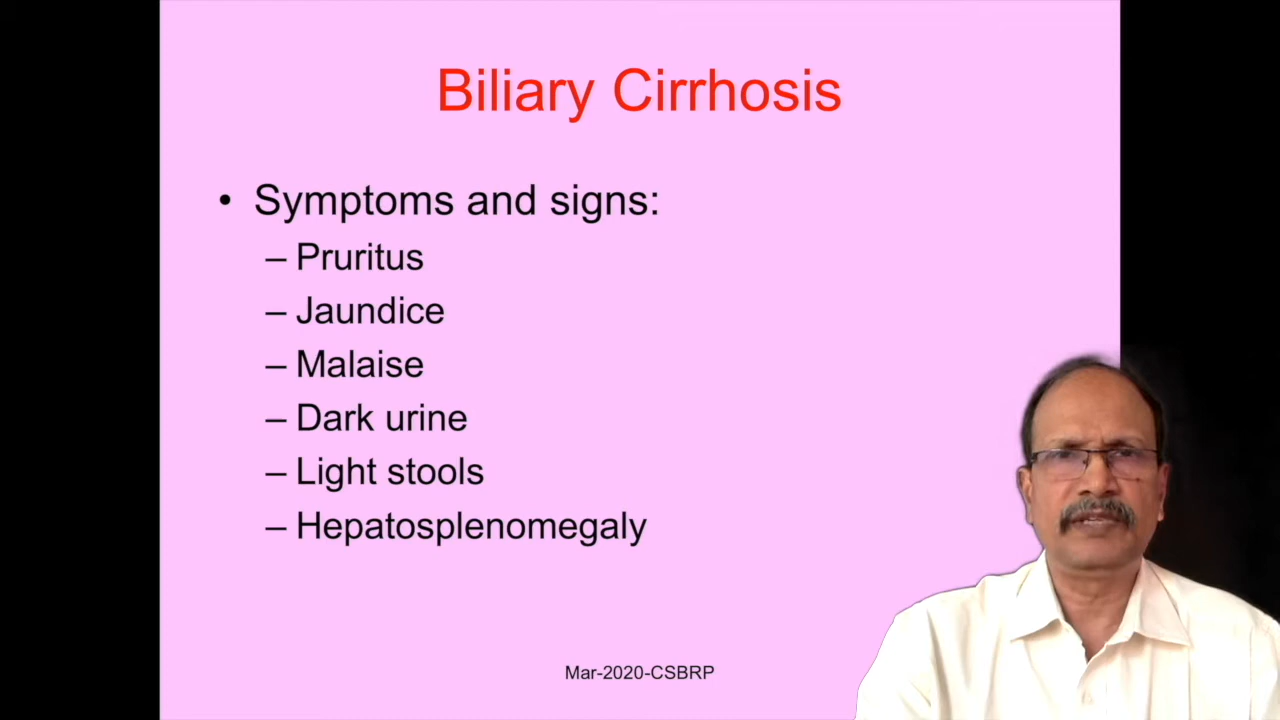 Biliary Cirrhosis
• Symptoms and signs:
– Pruritus
– Jaundice
– Malaise
– Dark urine
– Light stools
– Hepatosplenomegaly
Mar-2020-CSBRP